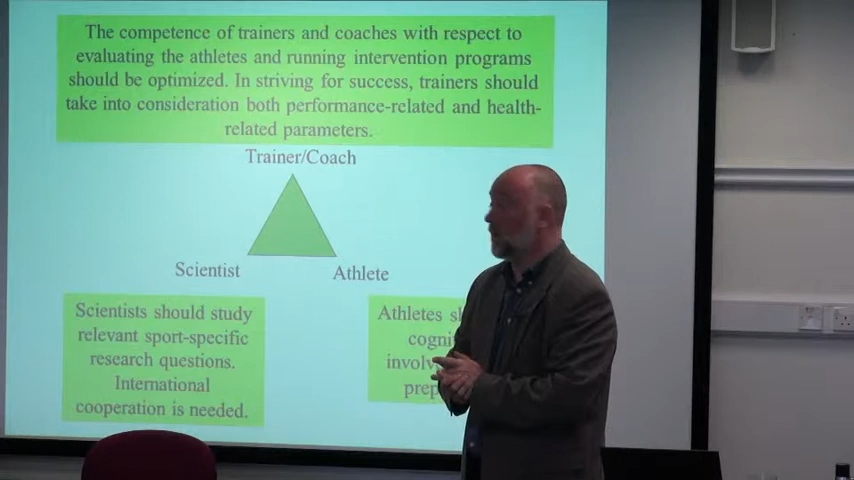 The competence of trainers and coaches with respect to
evaluating the athletes and running intervention programs
should be optimized. In striving for success, trainers should
take into consideration both performance-related and health-
related parameters.
Trainer/Coach
Scientist
Athlete
Scientists should study
relevant sport-specific
research questions.
International
cooperation is needed.
Athletes